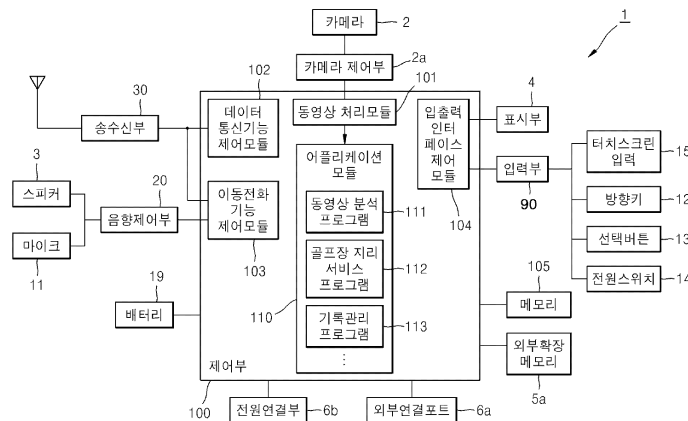 카메라
2
1
카메라 제어부
2a
101
102
30
송수신부
데이터
통신기능
제어모듈
동영상 처리모듈
입출력
인터
페이스
제어
모듈
104
4
표시부
입력부
90
터치스크린
입력
15
방향키
12
선택버튼
13
전원스위치
14
3
스피커
마이크
11
20
음향제어부
이동전화
기능
제어모듈
103
어플리케이션
모듈
동영상 분석
프로그램
111
골프장 지리
서비스
프로그램
112
기록관리
프로그램
113
⋮
110
19
배터리
105
메모리
외부확장
메모리
5a
제어부
100
전원연결부
6b
외부연결포트
6a